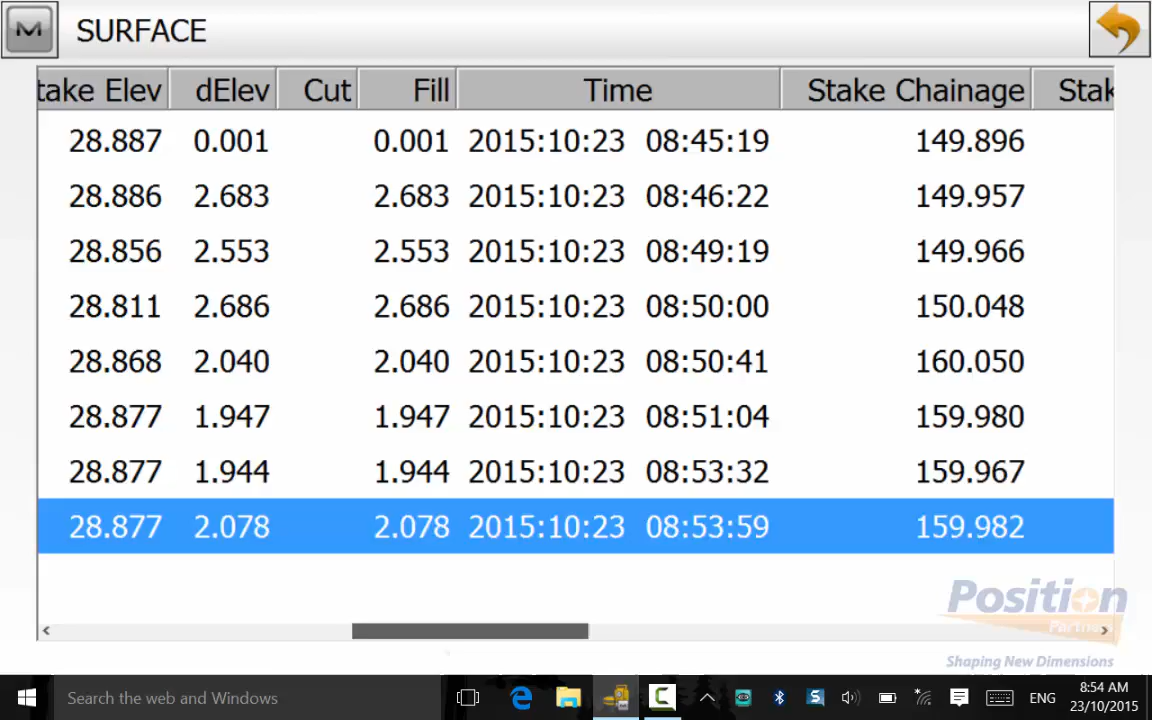 SURFACE
take Elev dElev Cut Fill Time Stake Chainage Stak
28.887 0.001 0.001 2015:10:23 08:45:19 149.896
28.886 2.683 2.683 2015:10:23 08:46:22 149.957
28.856 2.553 2.553 2015:10:23 08:49:19 149.966
28.811 2.686 2.686 2015:10:23 08:50:00 150.048
28.868 2.040 2.040 2015:10:23 08:50:41 160.050
28.877 1.947 1.947 2015:10:23 08:51:04 159.980
28.877 1.944 1.944 2015:10:23 08:53:32 159.967
28.877 2.078 2.078 2015:10:23 08:53:59 159.982
Position
Partners
Shaping New Dimensions
Search the web and Windows ENG 8:54 AM
23/10/2015